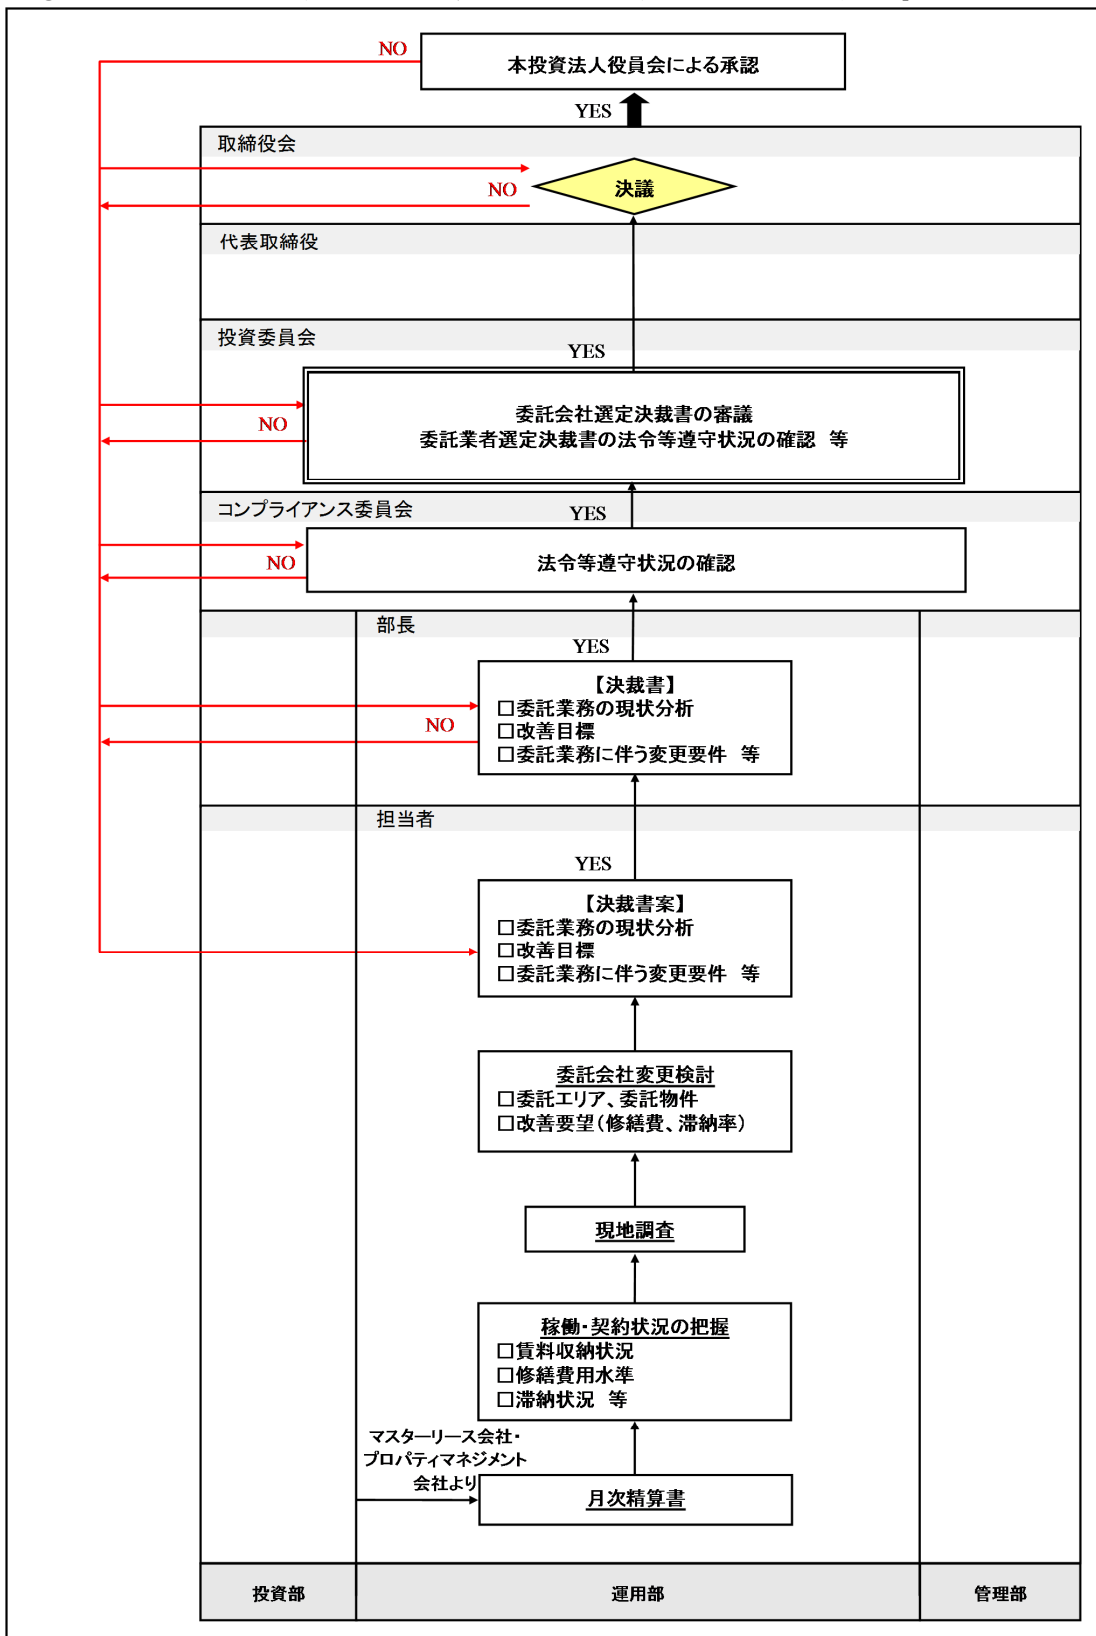 NO
本投資法人役員会による承認
YES
取締役会
NO
決議
代表取締役
投資委員会
YES
委託会社選定決裁書の審議
NO
委託業者選定決裁書の法令等遵守状況の確認 等
コンプライアンス委員会
YES
NO
法令等遵守状況の確認
部長
YES
【決裁書】
□委託業務の現状分析
NO
□改善目標
□委託業務に伴う変更要件 等
担当者
YES
【決裁書案】
□委託業務の現状分析
□改善目標
□委託業務に伴う変更要件 等
委託会社変更検討
□委託エリア、委託物件
□改善要望(修繕費、滞納率)
現地調査
稼働・契約状況の把握
□賃料収納状況
□修繕費用水準
□滞納状況 等
マスターリース会社・
プロパティマネジメント
会社より
月次精算書
投資部 運用部 管理部